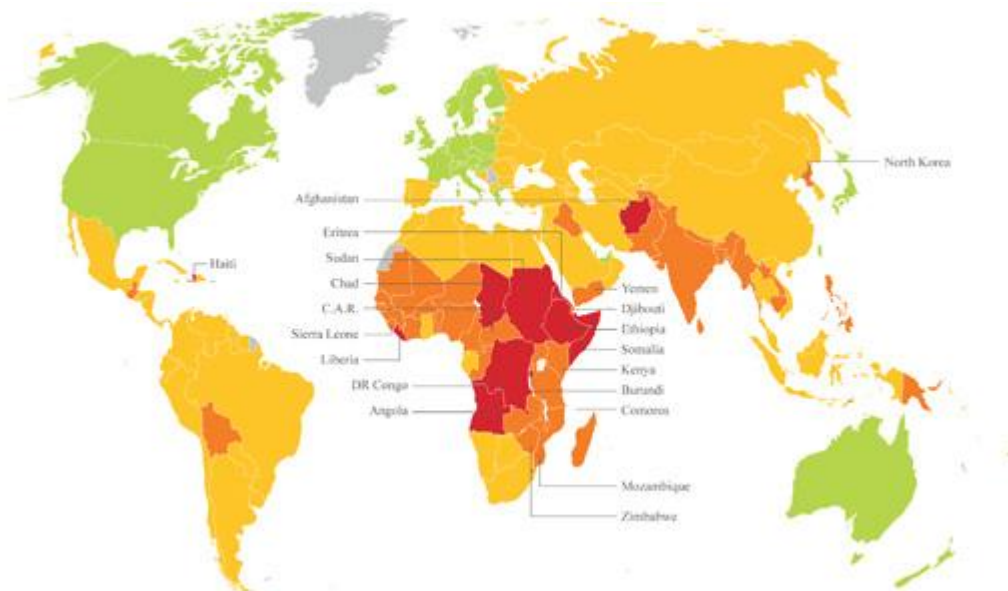 North Korea
Afghanistan
Eritrea
Sudan
Haiti
Chad
Yemen
C.A.R.
Djibouti
Ethiopia
Sierra Leone
Somalia
Liberia
Kenya
DR Congo
Burundi
Angola
Comoros
Mozambique
Zimbabwe